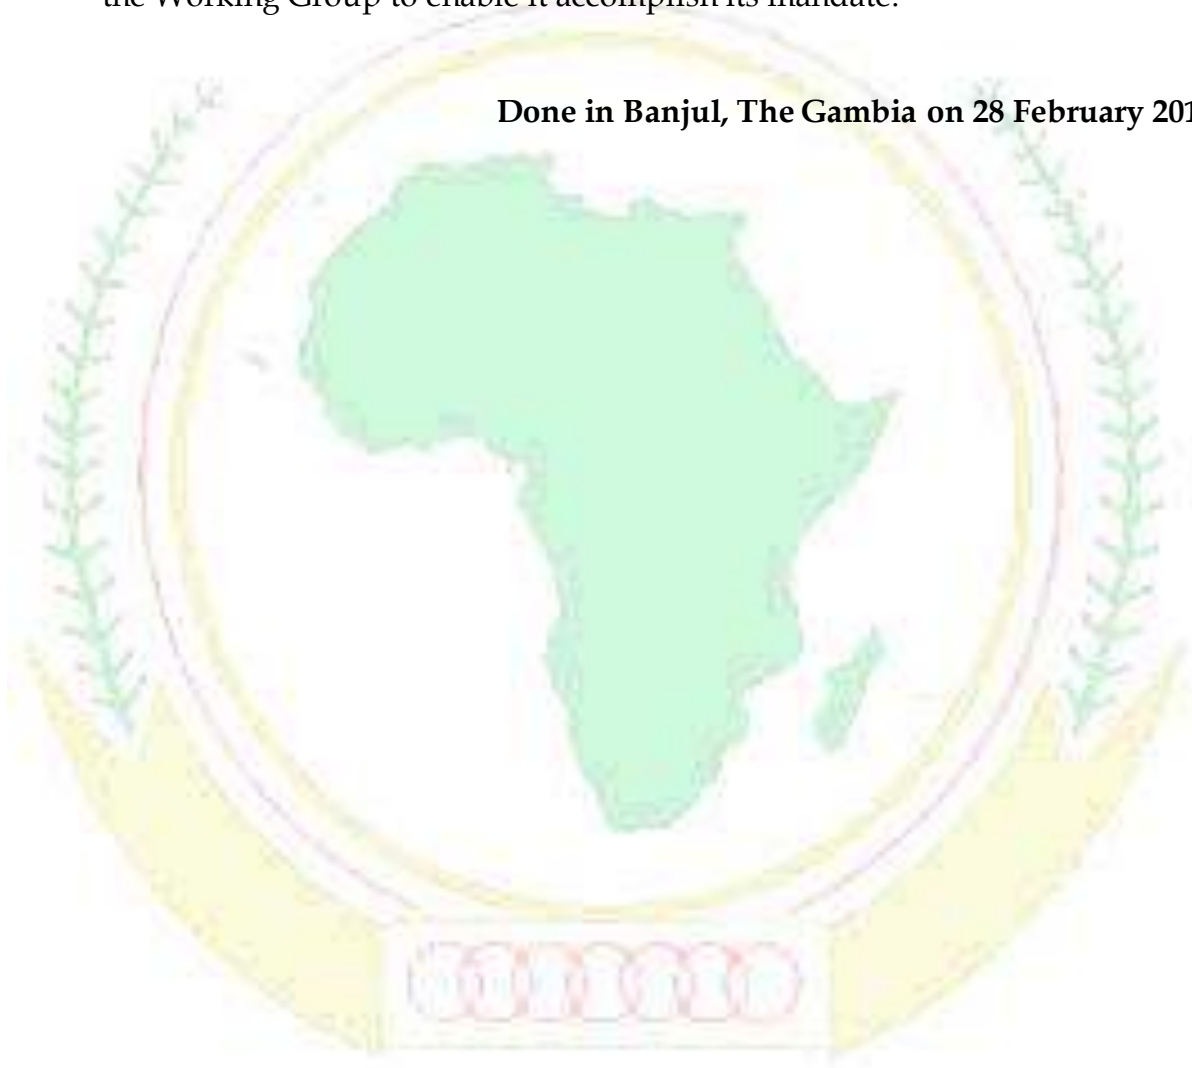 the Working Group to enable it accomplish its mandate.
Done in Banjul, The Gambia on 28 February 201